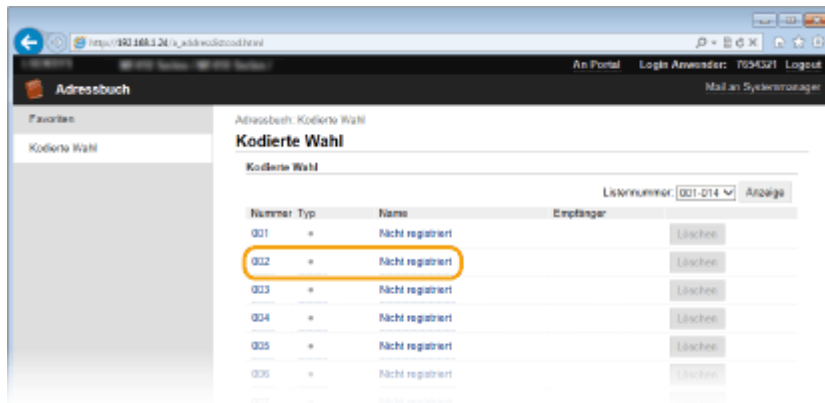 An Portal Login Anwender: 7654321 Logout
Adressbuch Mail an Systemmanager
Favoriten
Kodierte Wahl
Adressbuch: Kodierte Wahl
Kodierte Wahl
Kodierte Wahl
Listennummer: 001-014 Anzeige
Nummer Typ Name Empfänger
001 Nicht registriert Löschen
002 Nicht registriert
003 Nicht registriert Löschen
004 Nicht registriert Löschen
005 Nicht registriert Löschen
006 Nicht registriert Löschen